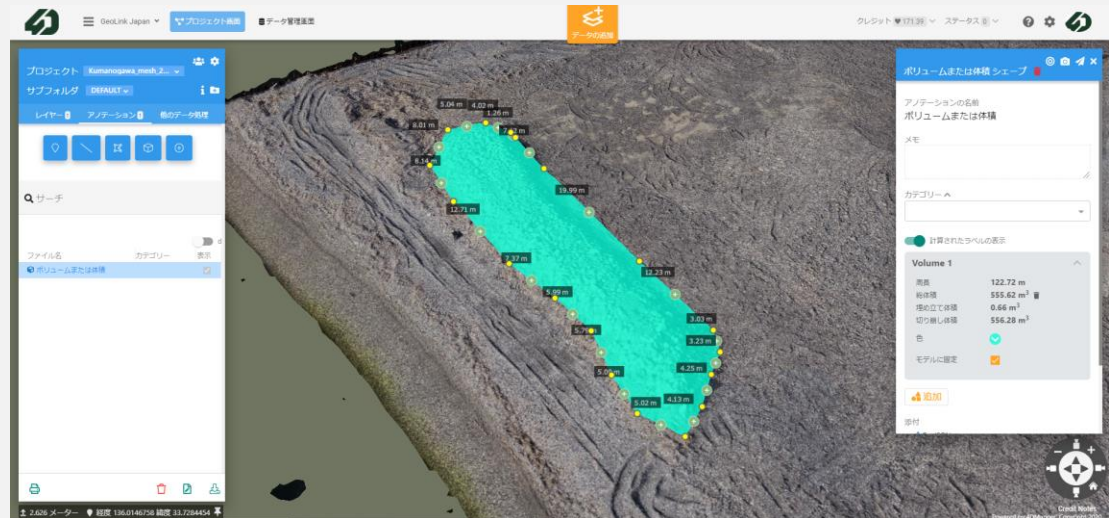 GeoLink Japan プロジェクト画面 データ管理画面
データの追加
クレジット 171.39 ステータス 0
プロジェクト Kumanogawa_mesh_2...
サブフォルダ DEFAULT
レイヤー アノテーション 他のデータ処理
サーチ
ファイル名 カテゴリー 表示
ボリュームまたは体積
2.626 メーター 経度 136.0146758 緯度 33.7284454
5.04 m
4.02 m
1.26 m
8.01 m
8.14 m
19.99 m
12.71 m
7.37 m
12.23 m
5.99 m
3.03 m
3.23 m
4.25 m
5.02 m
4.13 m
ボリュームまたは体積 シェープ
アノテーションの名前
ボリュームまたは体積
メモ
カテゴリー
計算されたラベルの表示
Volume 1
周長 122.72 m
総体積 555.62 m³
埋め立て体積 0.66 m³
切り崩し体積 556.28 m³
色
モデルに固定
追加
添付
Credit Notes